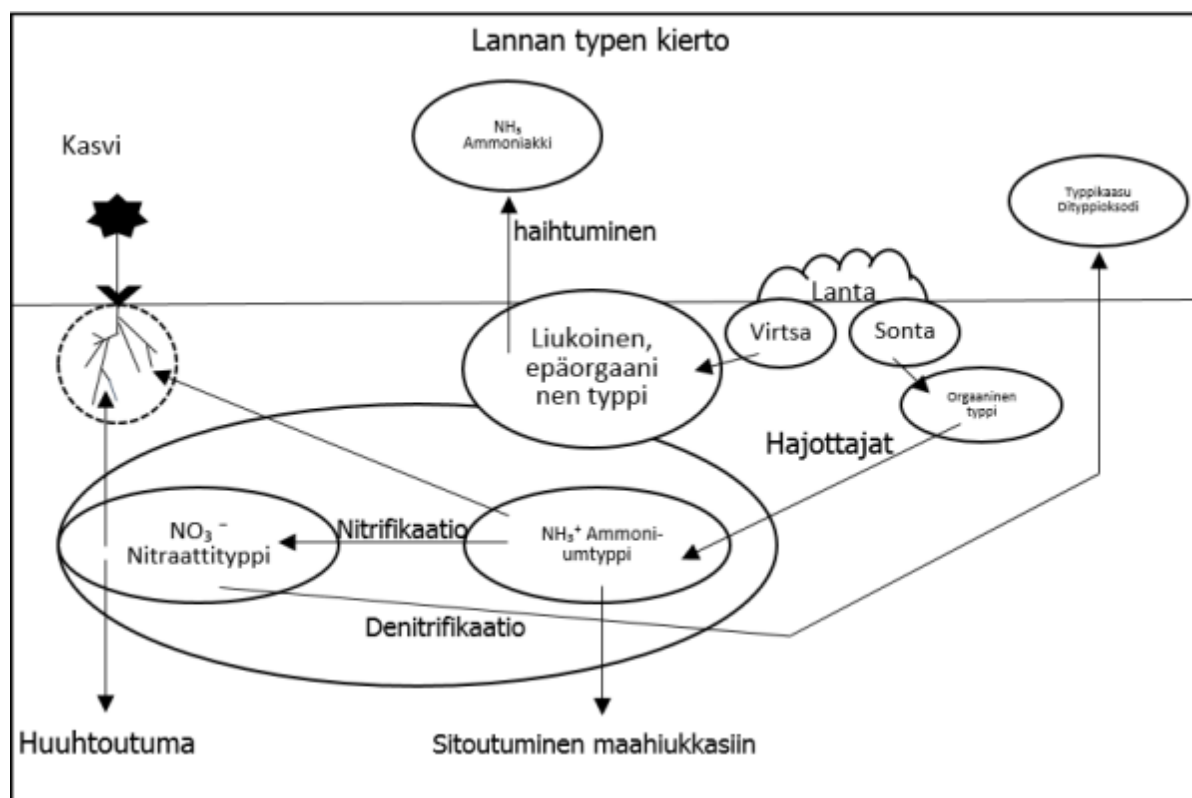 Lannan typen kierto
NH₃
Ammoniakki
Kasvi
Typpikaasu
Dityppioksodi
haihtuminen
Lanta
Virtsa
Sonta
Liukoinen,
epäorgaani
nen typpi
Orgaaninen
typpi
Hajottajat
NO₃⁻
Nitraattityppi
Nitrifikaatio
NH₃⁺ Ammoni-
umtyppi
Denitrifikaatio
Huuhtoutuma
Sitoutuminen maahiukkasiin